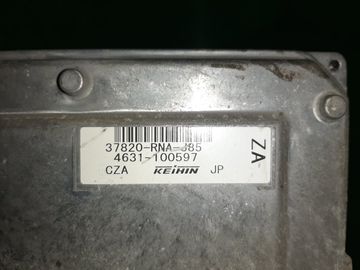 37820-RNA-J85
4631-100597
CZA KEIHIN JP
ZA